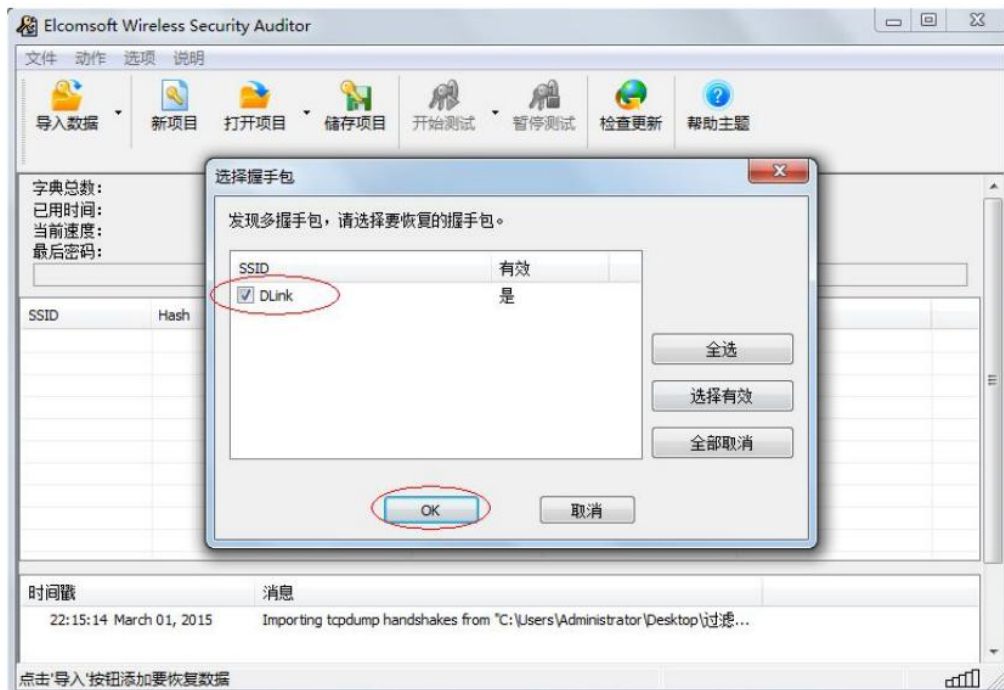 Elcomsoft Wireless Security Auditor
文件 动作 选项 说明
导入数据 新项目 打开项目 储存项目 开始测试 暂停测试 检查更新 帮助主题
选择握手包
字典总数:
已用时间:
当前速度:
最后密码:
发现多握手包，请选择要恢复的握手包。
SSID 有效
DLink 是
全选
选择有效
全部取消
OK 取消
SSID Hash
时间戳 消息
22:15:14 March 01, 2015 Importing tcpdump handshakes from "C:\Users\Administrator\Desktop\过滤...
点击'导入'按钮添加要恢复数据